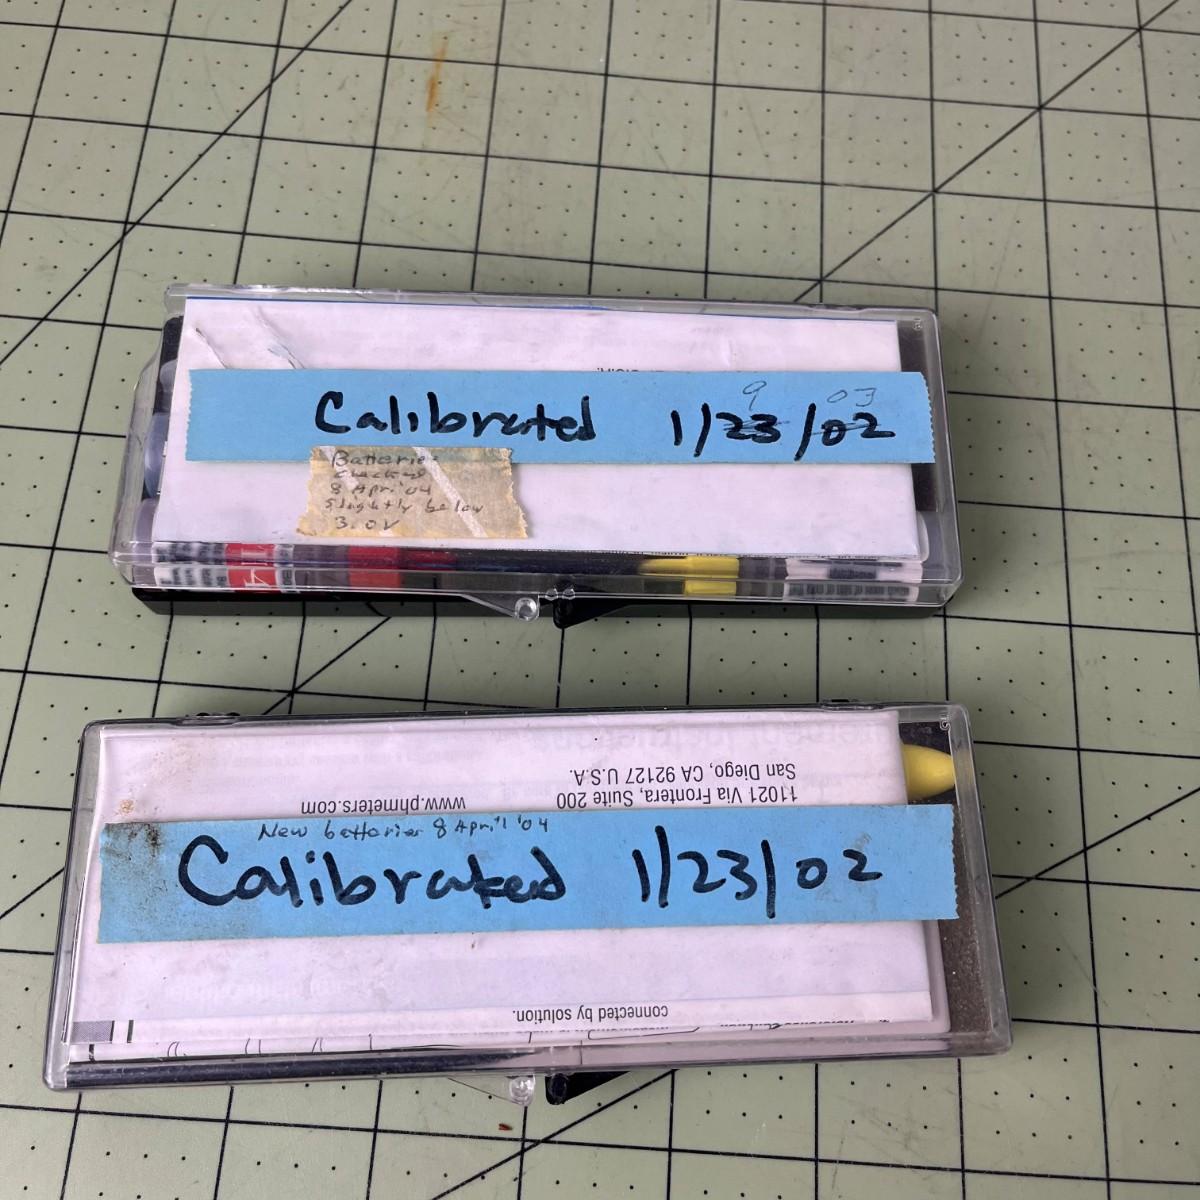 9 03
Calibrated 1/23/02
Batteries
checked
8 Apr '04
slightly below
3.0V
14
San Diego, CA 92127 U.S.A.
11021 Via Frontera, Suite 200
www.phmeters.com
New batteries 8 April '04
Calibrated 1/23/02
connected by solution.